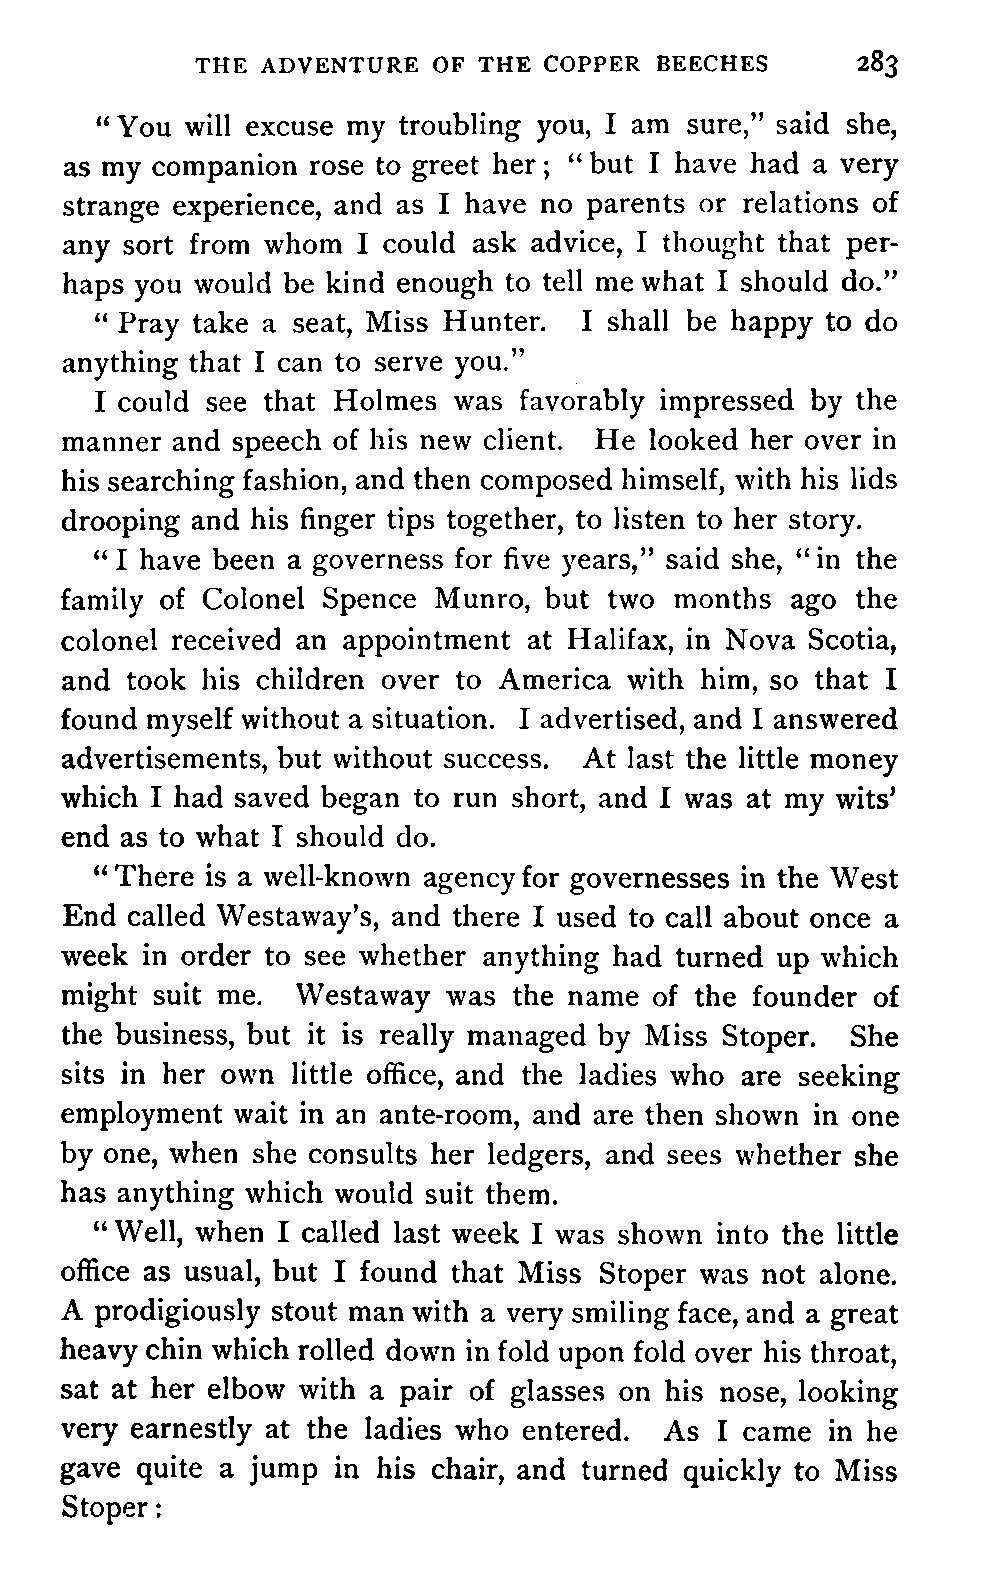 THE ADVENTURE OF THE COPPER BEECHES 283
"You will excuse my troubling you, I am sure," said she,
as my companion rose to greet her; "but I have had a very
strange experience, and as I have no parents or relations of
any sort from whom I could ask advice, I thought that per-
haps you would be kind enough to tell me what I should do."
"Pray take a seat, Miss Hunter. I shall be happy to do
anything that I can to serve you."
I could see that Holmes was favorably impressed by the
manner and speech of his new client. He looked her over in
his searching fashion, and then composed himself, with his lids
drooping and his finger tips together, to listen to her story.
"I have been a governess for five years," said she, "in the
family of Colonel Spence Munro, but two months ago the
colonel received an appointment at Halifax, in Nova Scotia,
and took his children over to America with him, so that I
found myself without a situation. I advertised, and I answered
advertisements, but without success. At last the little money
which I had saved began to run short, and I was at my wits'
end as to what I should do.
"There is a well-known agency for governesses in the West
End called Westaway's, and there I used to call about once a
week in order to see whether anything had turned up which
might suit me. Westaway was the name of the founder of
the business, but it is really managed by Miss Stoper. She
sits in her own little office, and the ladies who are seeking
employment wait in an ante-room, and are then shown in one
by one, when she consults her ledgers, and sees whether she
has anything which would suit them.
"Well, when I called last week I was shown into the little
office as usual, but I found that Miss Stoper was not alone.
A prodigiously stout man with a very smiling face, and a great
heavy chin which rolled down in fold upon fold over his throat,
sat at her elbow with a pair of glasses on his nose, looking
very earnestly at the ladies who entered. As I came in he
gave quite a jump in his chair, and turned quickly to Miss
Stoper: